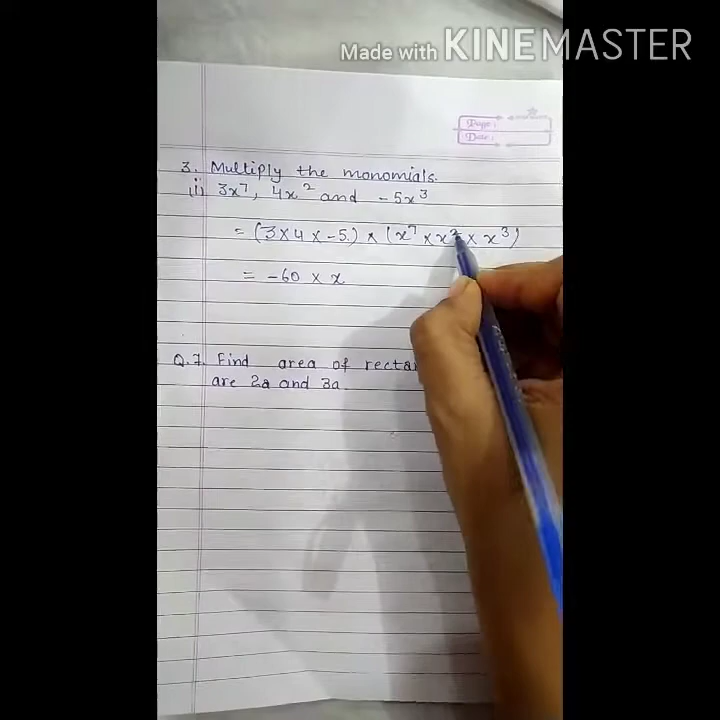 Made with KINEMASTER
Page:
Date:
3. Multiply the monomials.
(i) 3x⁷, 4x² and -5x³
= (3×4×-5) × (x⁷ × x² × x³)
= -60 × x
Q.7. Find area of rectan
are 2a and 3a